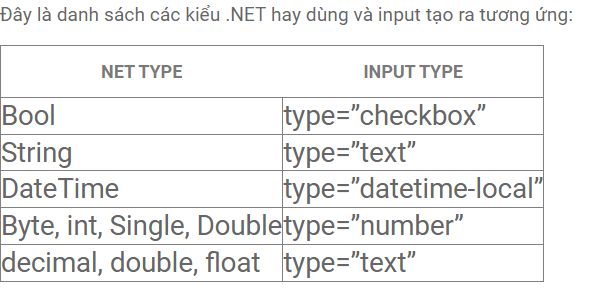 Đây là danh sách các kiểu .NET hay dùng và input tạo ra tương ứng:
NET TYPE INPUT TYPE
Bool type=”checkbox”
String type=”text”
DateTime type=”datetime-local”
Byte, int, Single, Double type=”number”
decimal, double, float type=”text”